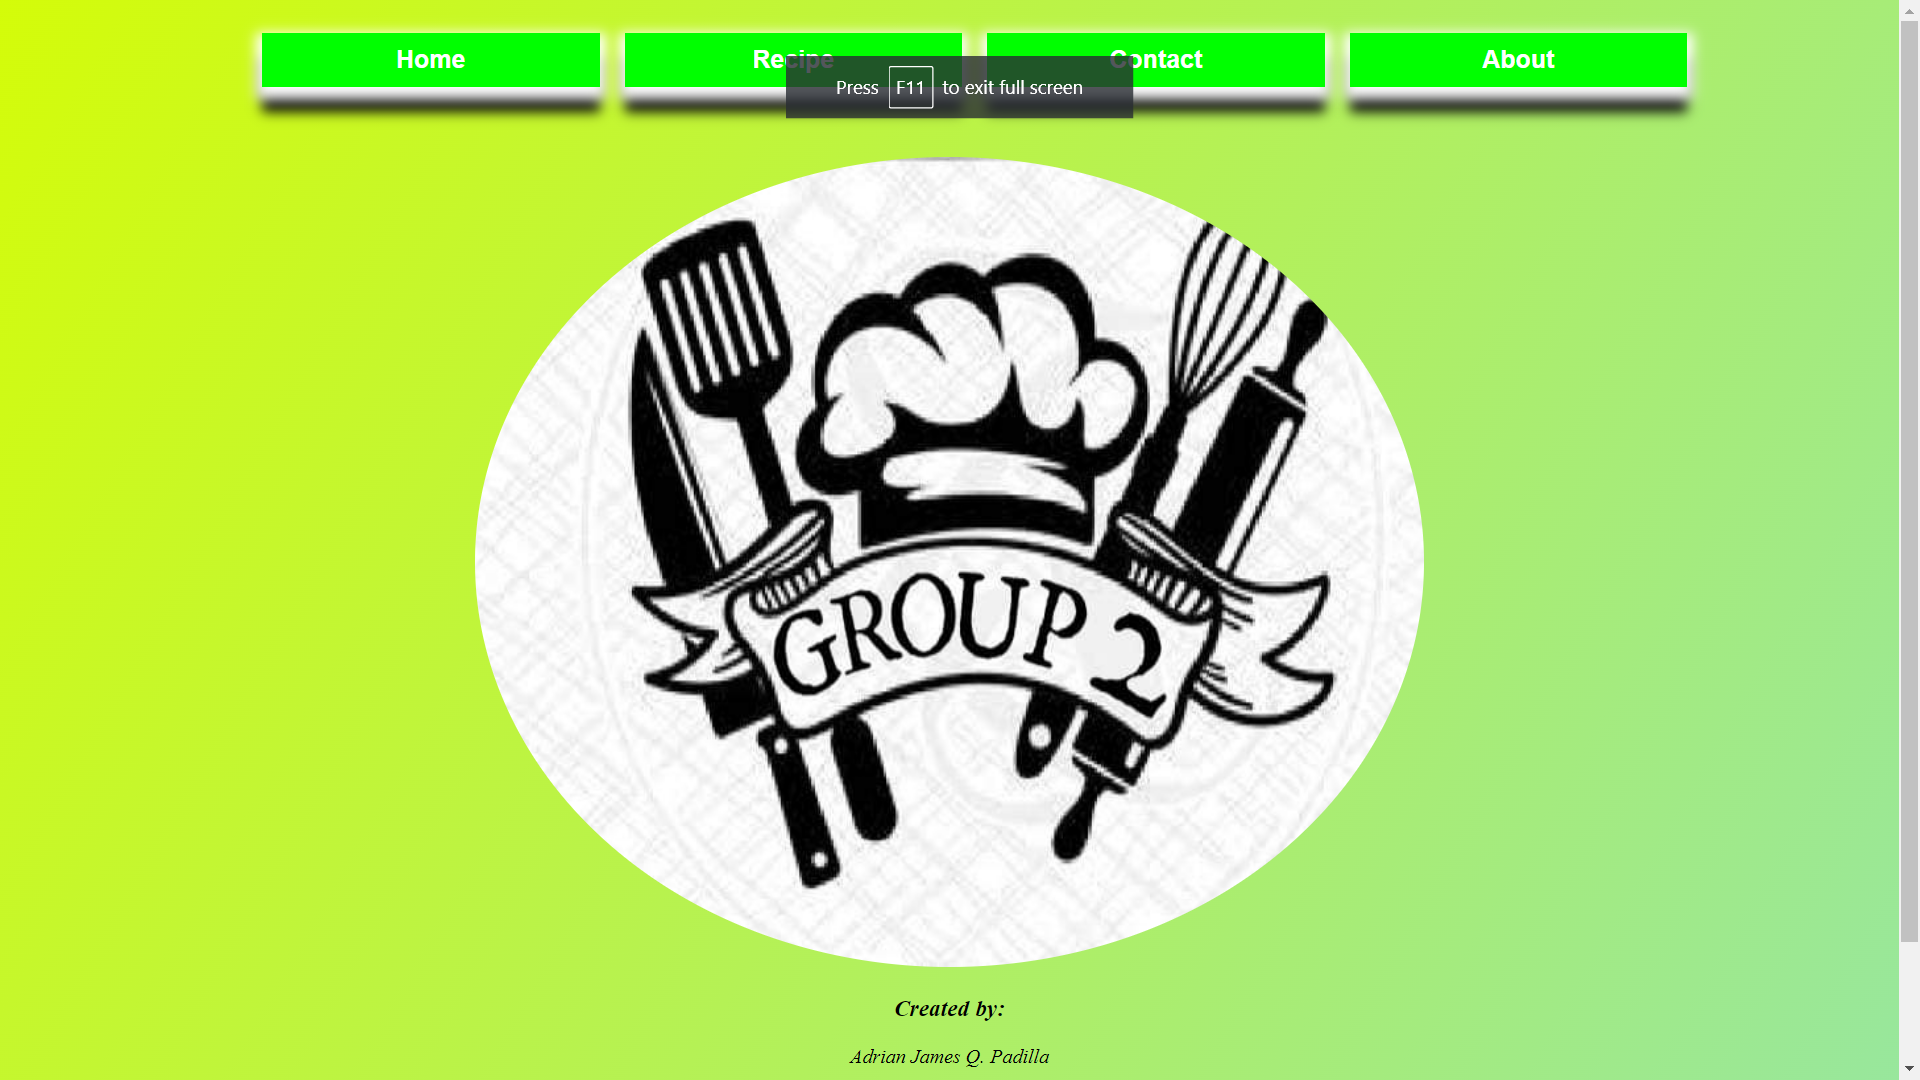 Home Recipe Contact About
Press F11 to exit full screen
GROUP 2
Created by:
Adrian James Q. Padilla